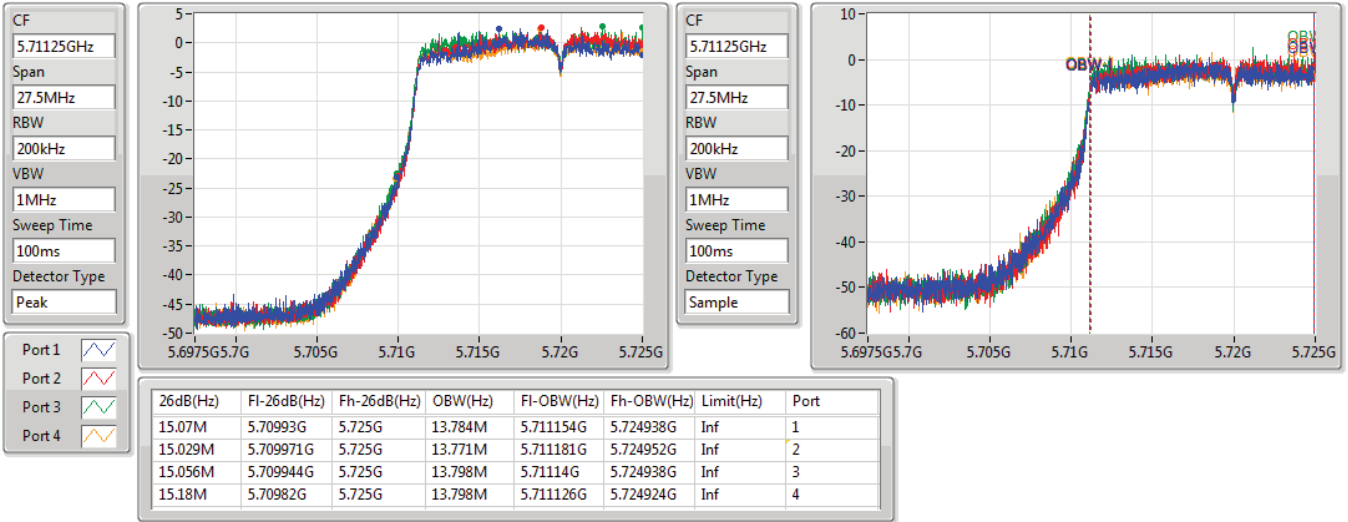 CF
5.71125GHz
Span
27.5MHz
RBW
200kHz
VBW
1MHz
Sweep Time
100ms
Detector Type
Peak
5
0
-5
-10
-15
-20
-25
-30
-35
-40
-45
-50
5.6975G 5.7G 5.705G 5.71G 5.715G 5.72G 5.725G
CF
5.71125GHz
Span
27.5MHz
RBW
200kHz
VBW
1MHz
Sweep Time
100ms
Detector Type
Sample
10
0
-10
-20
-30
-40
-50
-60
OBW-l
OBW
OBW
5.6975G 5.7G 5.705G 5.71G 5.715G 5.72G 5.725G
Port 1
Port 2
Port 3
Port 4
26dB(Hz) Fl-26dB(Hz) Fh-26dB(Hz) OBW(Hz) Fl-OBW(Hz) Fh-OBW(Hz) Limit(Hz) Port
15.07M 5.70993G 5.725G 13.784M 5.711154G 5.724938G Inf 1
15.029M 5.709971G 5.725G 13.771M 5.711181G 5.724952G Inf 2
15.056M 5.709944G 5.725G 13.798M 5.71114G 5.724938G Inf 3
15.18M 5.70982G 5.725G 13.798M 5.711126G 5.724924G Inf 4